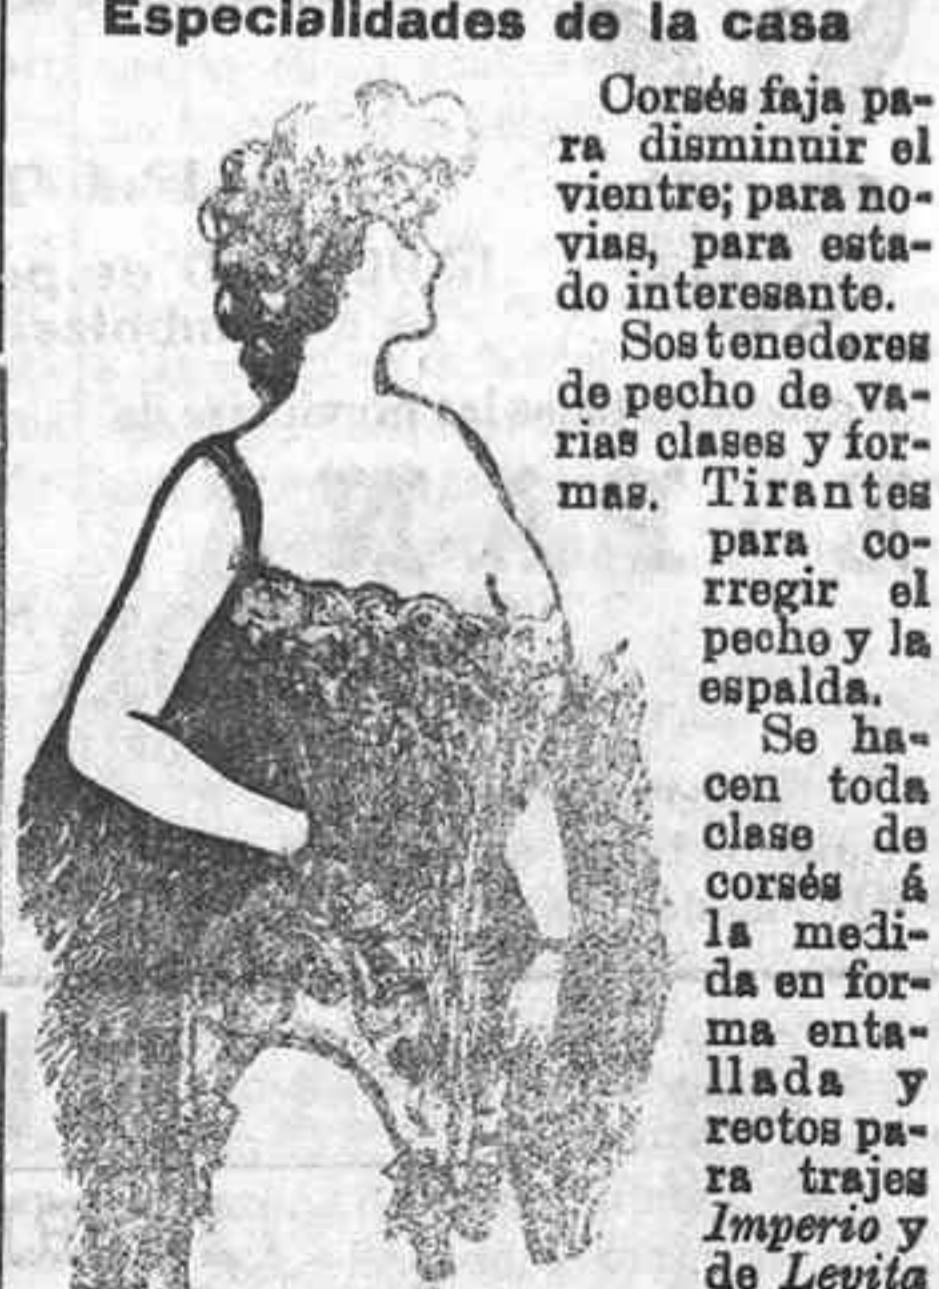 Especialidades de la casa
Corsés faja pa-
ra disminuir el
vientre; para no-
vias, para esta-
do interesante.
Sostenedores
de pecho de va-
rias clases y for-
mas. Tirantes
para co-
rregir el
pecho y la
espalda.
Se ha-
cen toda
clase de
corsés á
la medi-
da en for-
ma enta-
llada y
rectos pa-
ra trajes
Imperio y
de Levita